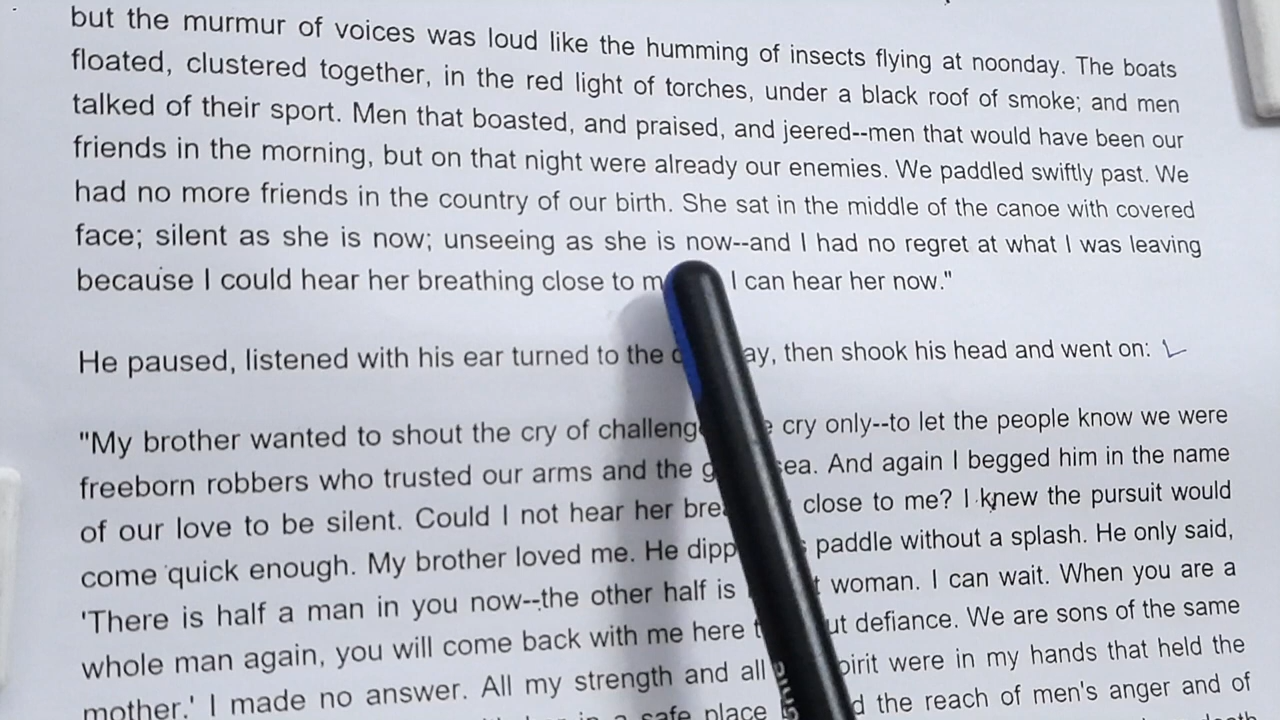 but the murmur of voices was loud like the humming of insects flying at noonday. The boats
floated, clustered together, in the red light of torches, under a black roof of smoke; and men
talked of their sport. Men that boasted, and praised, and jeered--men that would have been our
friends in the morning, but on that night were already our enemies. We paddled swiftly past. We
had no more friends in the country of our birth. She sat in the middle of the canoe with covered
face; silent as she is now; unseeing as she is now--and I had no regret at what I was leaving
because I could hear her breathing close to I can hear her now."
He paused, listened with his ear turned to the then shook his head and went on:
"My brother wanted to shout the cry of cry only--to let the people know we were
freeborn robbers who trusted our arms and the sea. And again I begged him in the name
of our love to be silent. Could I not hear her close to me? I knew the pursuit would
come quick enough. My brother loved me. He paddle without a splash. He only said,
'There is half a man in you now--the other half is woman. I can wait. When you are a
whole man again, you will come back with me here defiance. We are sons of the same
mother.' I made no answer. All my strength and all were in my hands that held the
in a safe place the reach of men's anger and of